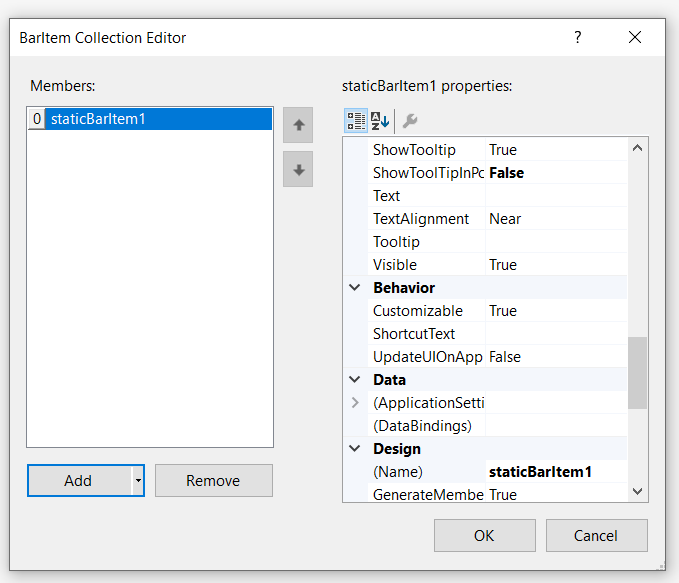 BarItem Collection Editor ?
Members:
0 staticBarItem1
Add
Remove
staticBarItem1 properties:
A
Z
ShowTooltip True
ShowToolTipInPo False
Text
TextAlignment Near
Tooltip
Visible True
Behavior
Customizable True
ShortcutText
UpdateUIOnApp False
Data
(ApplicationSetti
(DataBindings)
Design
(Name) staticBarItem1
GenerateMembe True
OK
Cancel